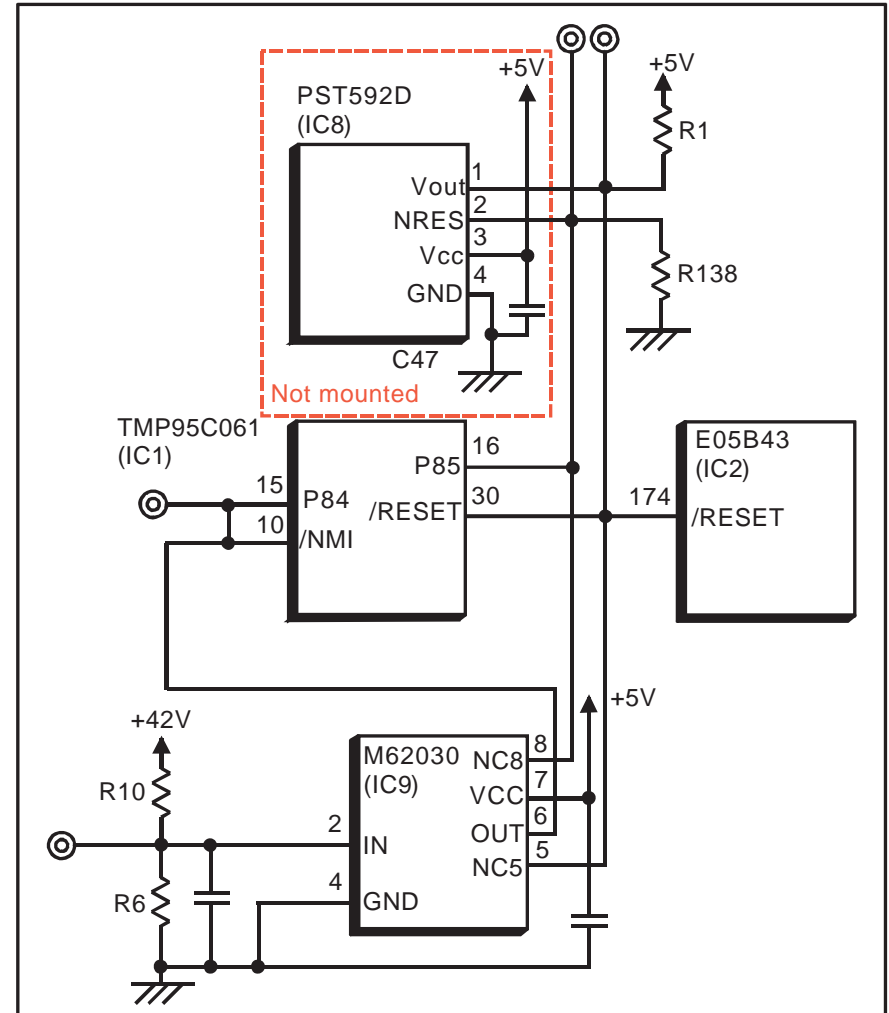 +5V
+5V
PST592D
(IC8)
R1
Vout
1
NRES
2
Vcc
3
GND
4
R138
C47
Not mounted
TMP95C061
(IC1)
E05B43
(IC2)
P85
16
15
P84
/RESET
30
174
/RESET
10
/NMI
+5V
+42V
M62030
(IC9)
NC8
8
R10
VCC
7
2
IN
OUT
6
NC5
5
4
GND
R6